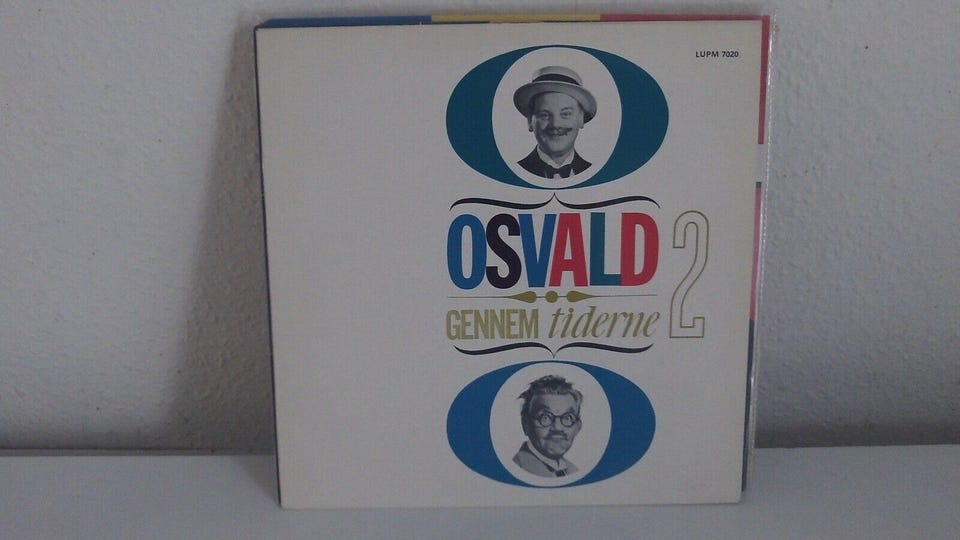 LUPM 7020
OSVALD 2
GENNEM tiderne